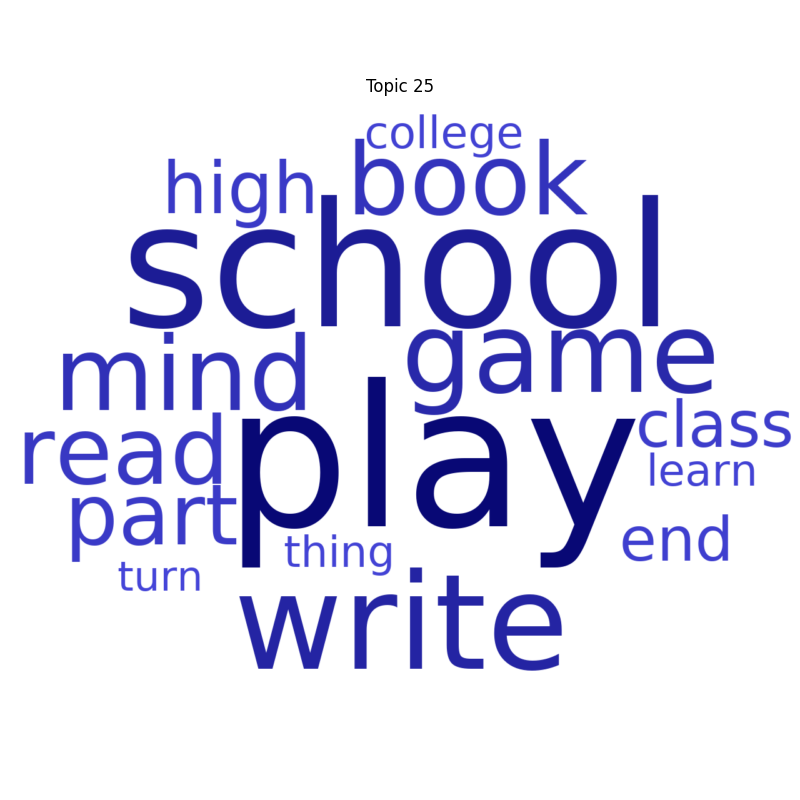 Topic 25
college
high book
school
mind game
read play class
learn
part end
thing
turn
write